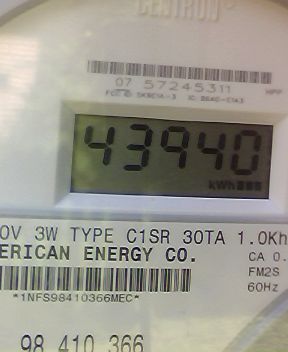 CENTRON
07 57245311
43940
kWh
0V 3W TYPE C1SR 30TA 1.0Kh
ERICAN ENERGY CO.
CA 0.
FM2S
60Hz
*1NFS98410366MEC*
98 410 366